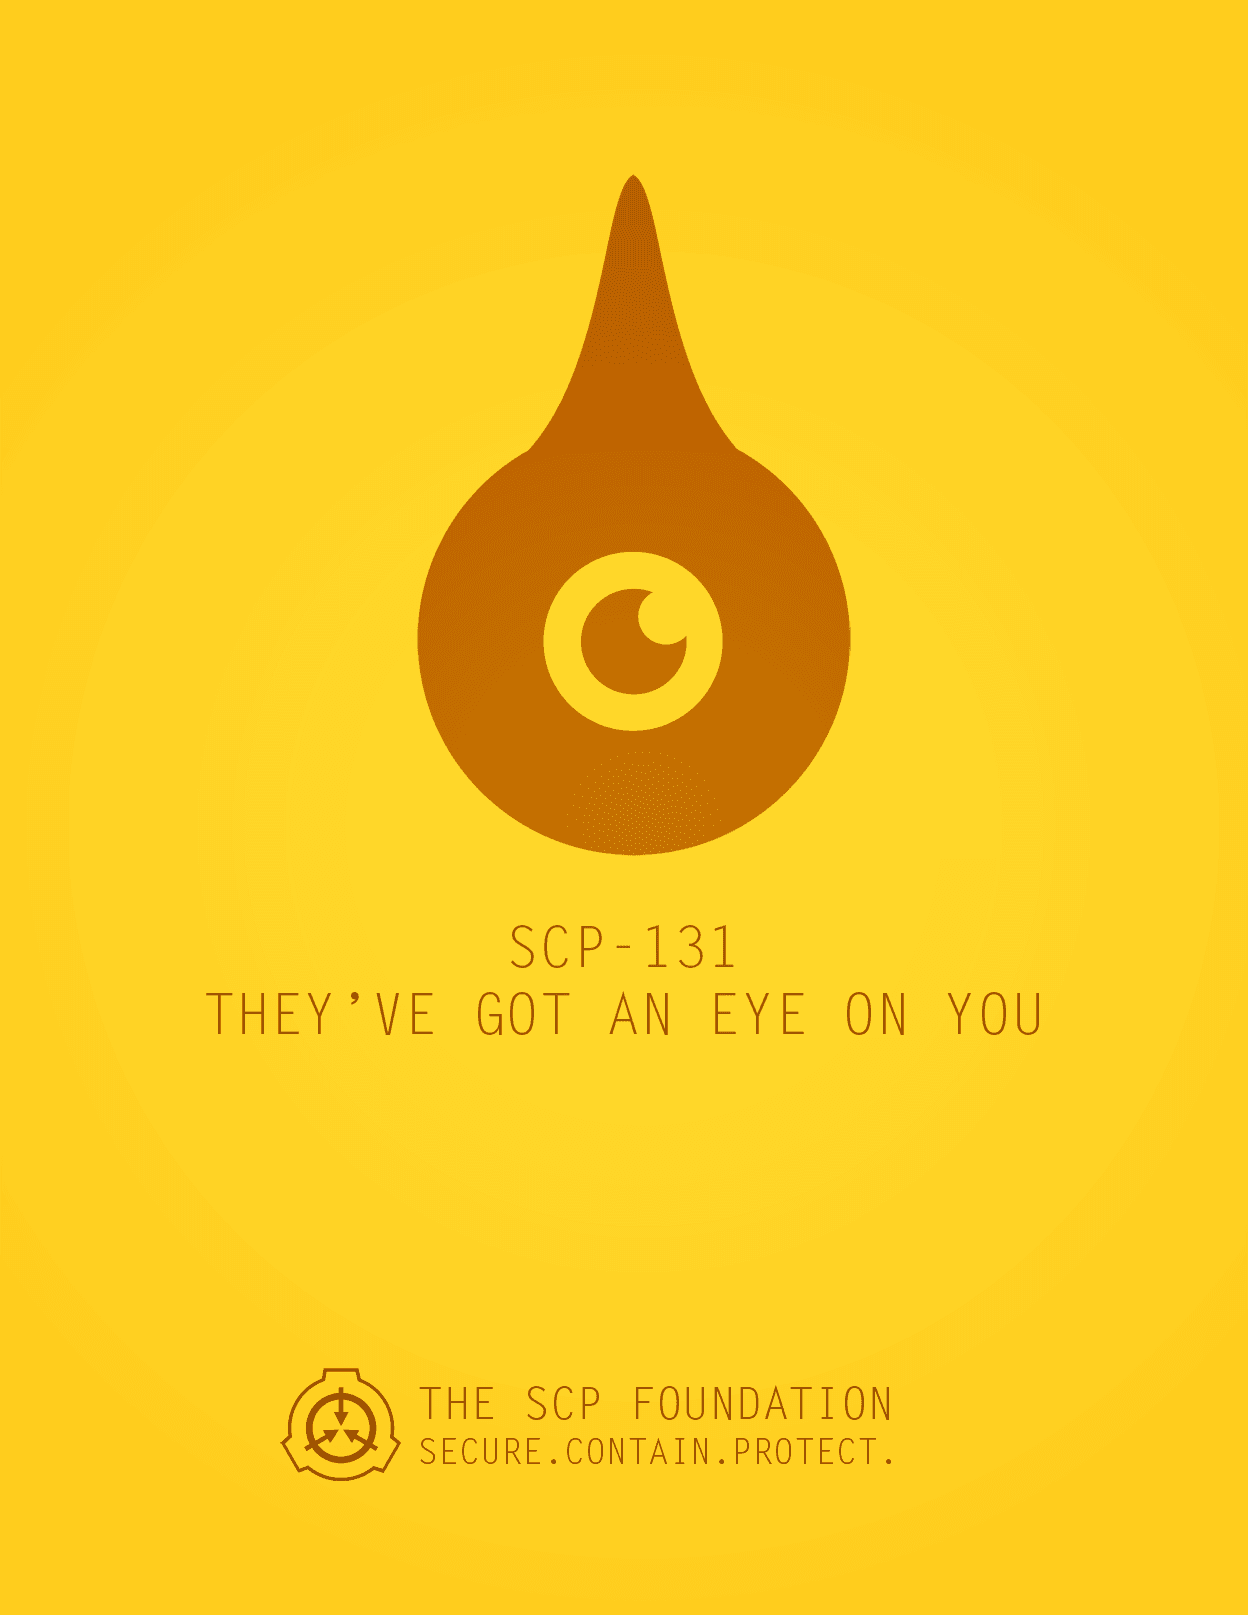 SCP-131
THEY’VE GOT AN EYE ON YOU
THE SCP FOUNDATION
SECURE.CONTAIN.PROTECT.